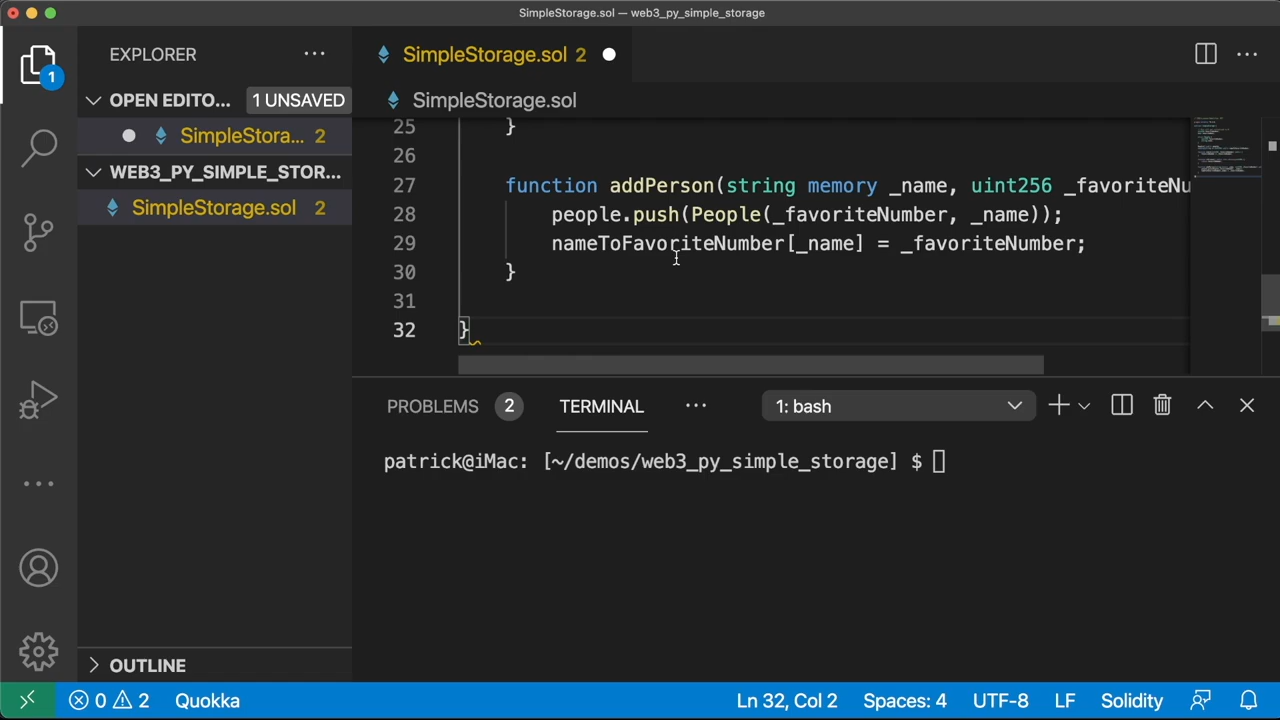 SimpleStorage.sol — web3_py_simple_storage
EXPLORER ···
SimpleStorage.sol 2
1
OPEN EDITO... 1 UNSAVED
SimpleStorage.sol
SimpleStora... 2
WEB3_PY_SIMPLE_STOR...
SimpleStorage.sol 2
25 }
26
27 function addPerson(string memory _name, uint256 _favoriteNu
28 people.push(People(_favoriteNumber, _name));
29 nameToFavoriteNumber[_name] = _favoriteNumber;
30 }
31
32 }
PROBLEMS 2 TERMINAL ··· 1: bash
patrick@iMac: [~/demos/web3_py_simple_storage] $
OUTLINE
0 2 Quokka Ln 32, Col 2 Spaces: 4 UTF-8 LF Solidity